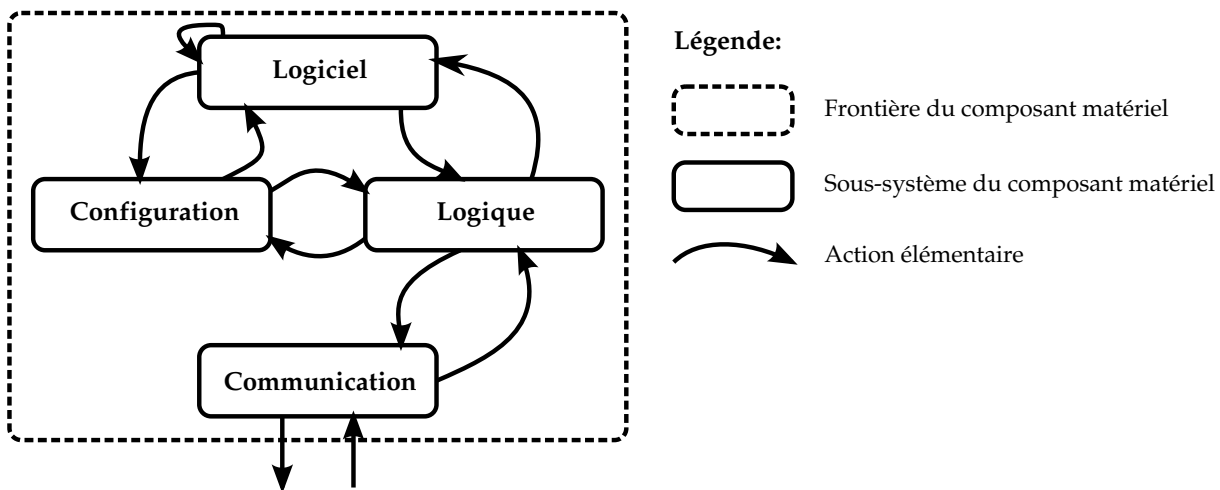 Logiciel
Configuration
Logique
Communication
Légende:
Frontière du composant matériel
Sous-système du composant matériel
Action élémentaire